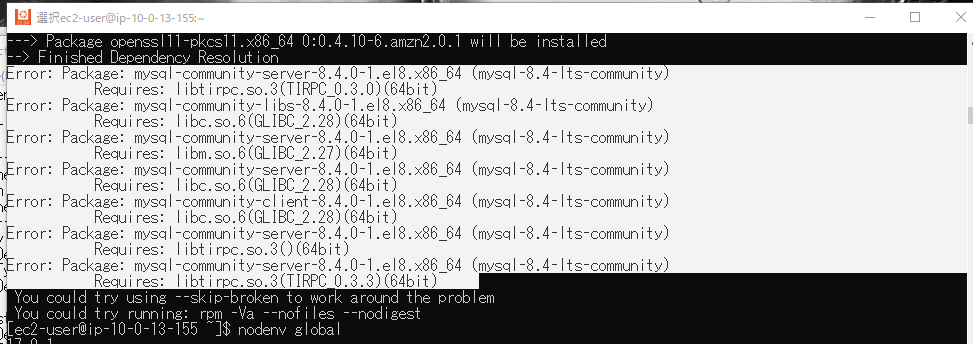 選択ec2-user@ip-10-0-13-155:~
---> Package openssl11-pkcs11.x86_64 0:0.4.10-6.amzn2.0.1 will be installed
--> Finished Dependency Resolution
Error: Package: mysql-community-server-8.4.0-1.el8.x86_64 (mysql-8.4-lts-community)
Requires: libtirpc.so.3(TIRPC_0.3.0)(64bit)
Error: Package: mysql-community-libs-8.4.0-1.el8.x86_64 (mysql-8.4-lts-community)
Requires: libc.so.6(GLIBC_2.28)(64bit)
Error: Package: mysql-community-server-8.4.0-1.el8.x86_64 (mysql-8.4-lts-community)
Requires: libm.so.6(GLIBC_2.27)(64bit)
Error: Package: mysql-community-server-8.4.0-1.el8.x86_64 (mysql-8.4-lts-community)
Requires: libc.so.6(GLIBC_2.28)(64bit)
Error: Package: mysql-community-client-8.4.0-1.el8.x86_64 (mysql-8.4-lts-community)
Requires: libc.so.6(GLIBC_2.28)(64bit)
Error: Package: mysql-community-server-8.4.0-1.el8.x86_64 (mysql-8.4-lts-community)
Requires: libtirpc.so.3()(64bit)
Error: Package: mysql-community-server-8.4.0-1.el8.x86_64 (mysql-8.4-lts-community)
Requires: libtirpc.so.3(TIRPC_0.3.3)(64bit)
You could try using --skip-broken to work around the problem
You could try running: rpm -Va --nofiles --nodigest
[ec2-user@ip-10-0-13-155 ~]$ nodenv global